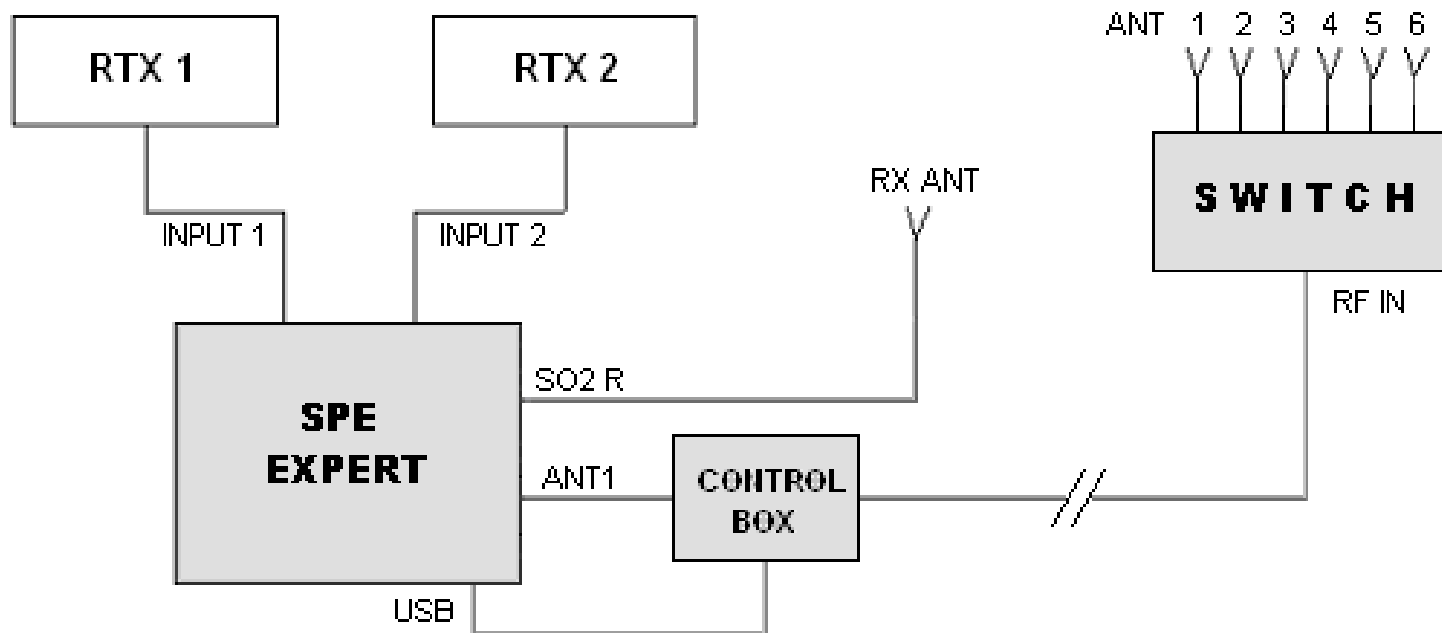 RTX 1
RTX 2
ANT 1 2 3 4 5 6
SWITCH
RX ANT
INPUT 1
INPUT 2
RF IN
SO2 R
SPE
EXPERT
ANT1
CONTROL
BOX
USB